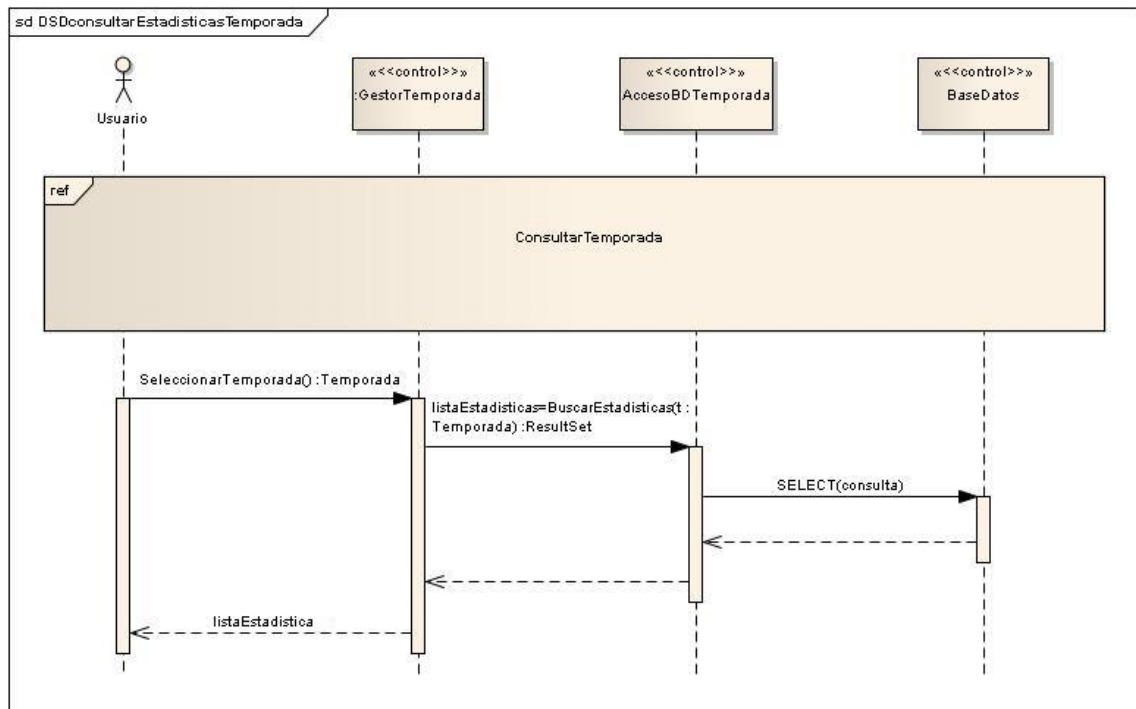 sd DSDconsultarEstadisticasTemporada
Usuario
«<<control>>»
:GestorTemporada
«<<control>>»
AccesoBDTemporada
«<<control>>»
BaseDatos
ref
ConsultarTemporada
SeleccionarTemporada() :Temporada
listaEstadisticas=BuscarEstadisticas(t :
Temporada) :ResultSet
SELECT(consulta)
listaEstadistica